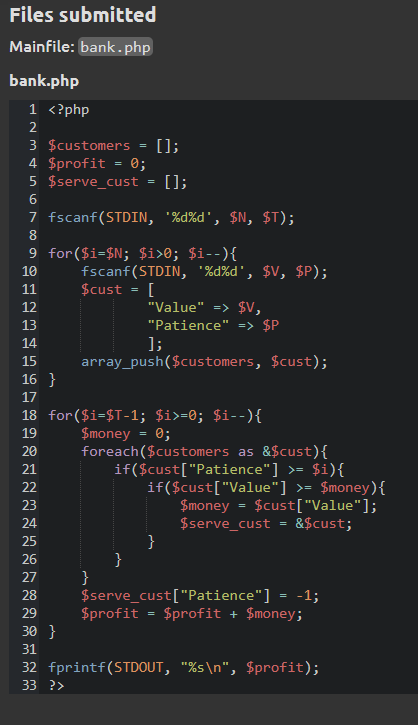 Files submitted
Mainfile: bank.php
bank.php
1 <?php
2
3 $customers = [];
4 $profit = 0;
5 $serve_cust = [];
6
7 fscanf(STDIN, '%d%d', $N, $T);
8
9 for($i=$N; $i>0; $i--){
10     fscanf(STDIN, '%d%d', $V, $P);
11     $cust = [
12             "Value" => $V,
13             "Patience" => $P
14             ];
15     array_push($customers, $cust);
16 }
17
18 for($i=$T-1; $i>=0; $i--){
19     $money = 0;
20     foreach($customers as &$cust){
21         if($cust["Patience"] >= $i){
22             if($cust["Value"] >= $money){
23                 $money = $cust["Value"];
24                 $serve_cust = &$cust;
25             }
26         }
27     }
28     $serve_cust["Patience"] = -1;
29     $profit = $profit + $money;
30 }
31
32 fprintf(STDOUT, "%s\n", $profit);
33 ?>